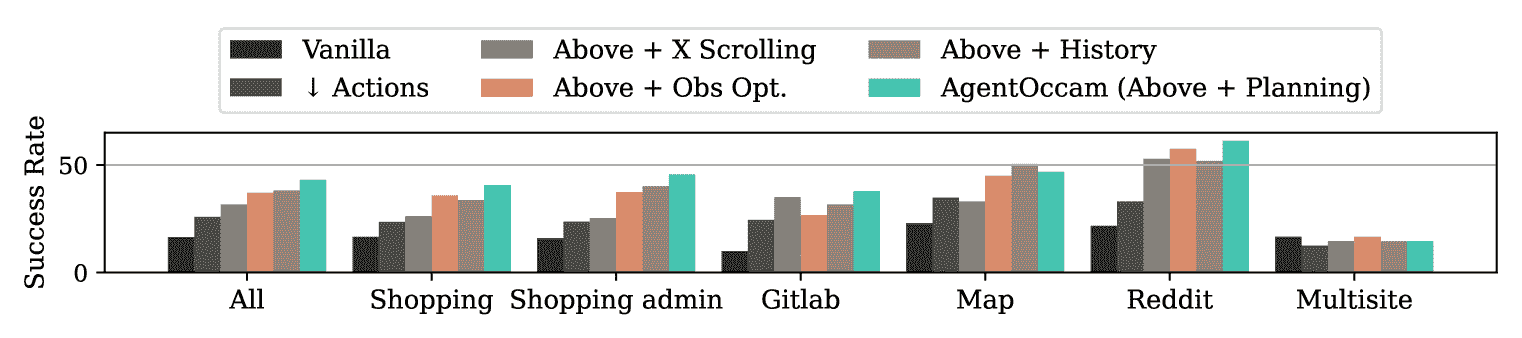 Vanilla
Above + X Scrolling
Above + History
↓ Actions
Above + Obs Opt.
AgentOccam (Above + Planning)
Success Rate
50
0
All
Shopping
Shopping admin
Gitlab
Map
Reddit
Multisite